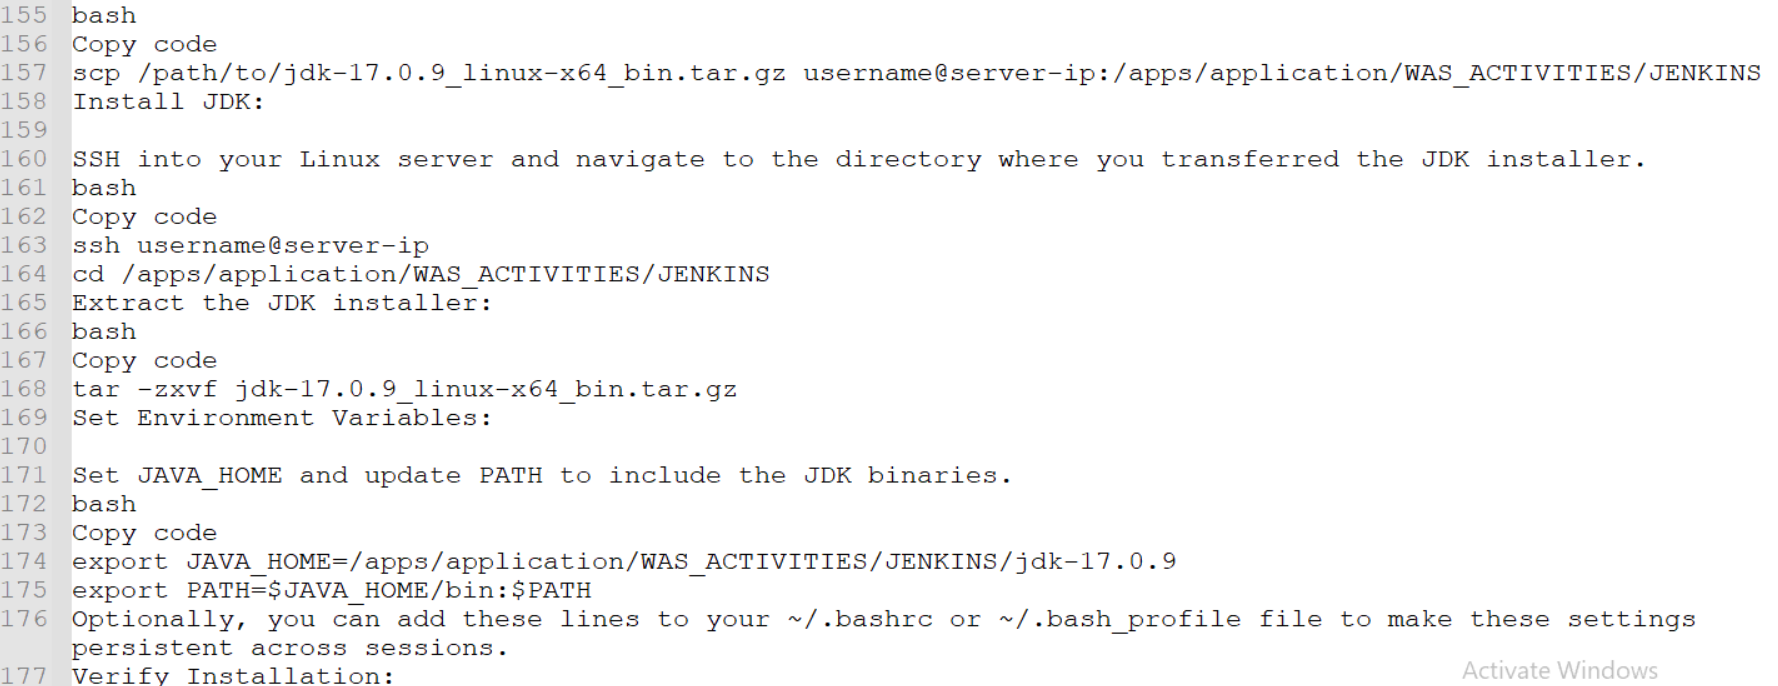 155 bash
156 Copy code
157 scp /path/to/jdk-17.0.9_linux-x64_bin.tar.gz username@server-ip:/apps/application/WAS_ACTIVITIES/JENKINS
158 Install JDK:
159
160 SSH into your Linux server and navigate to the directory where you transferred the JDK installer.
161 bash
162 Copy code
163 ssh username@server-ip
164 cd /apps/application/WAS_ACTIVITIES/JENKINS
165 Extract the JDK installer:
166 bash
167 Copy code
168 tar -zxvf jdk-17.0.9_linux-x64_bin.tar.gz
169 Set Environment Variables:
170
171 Set JAVA_HOME and update PATH to include the JDK binaries.
172 bash
173 Copy code
174 export JAVA_HOME=/apps/application/WAS_ACTIVITIES/JENKINS/jdk-17.0.9
175 export PATH=$JAVA_HOME/bin:$PATH
176 Optionally, you can add these lines to your ~/.bashrc or ~/.bash_profile file to make these settings
persistent across sessions.
177 Verify Installation:
Activate Windows